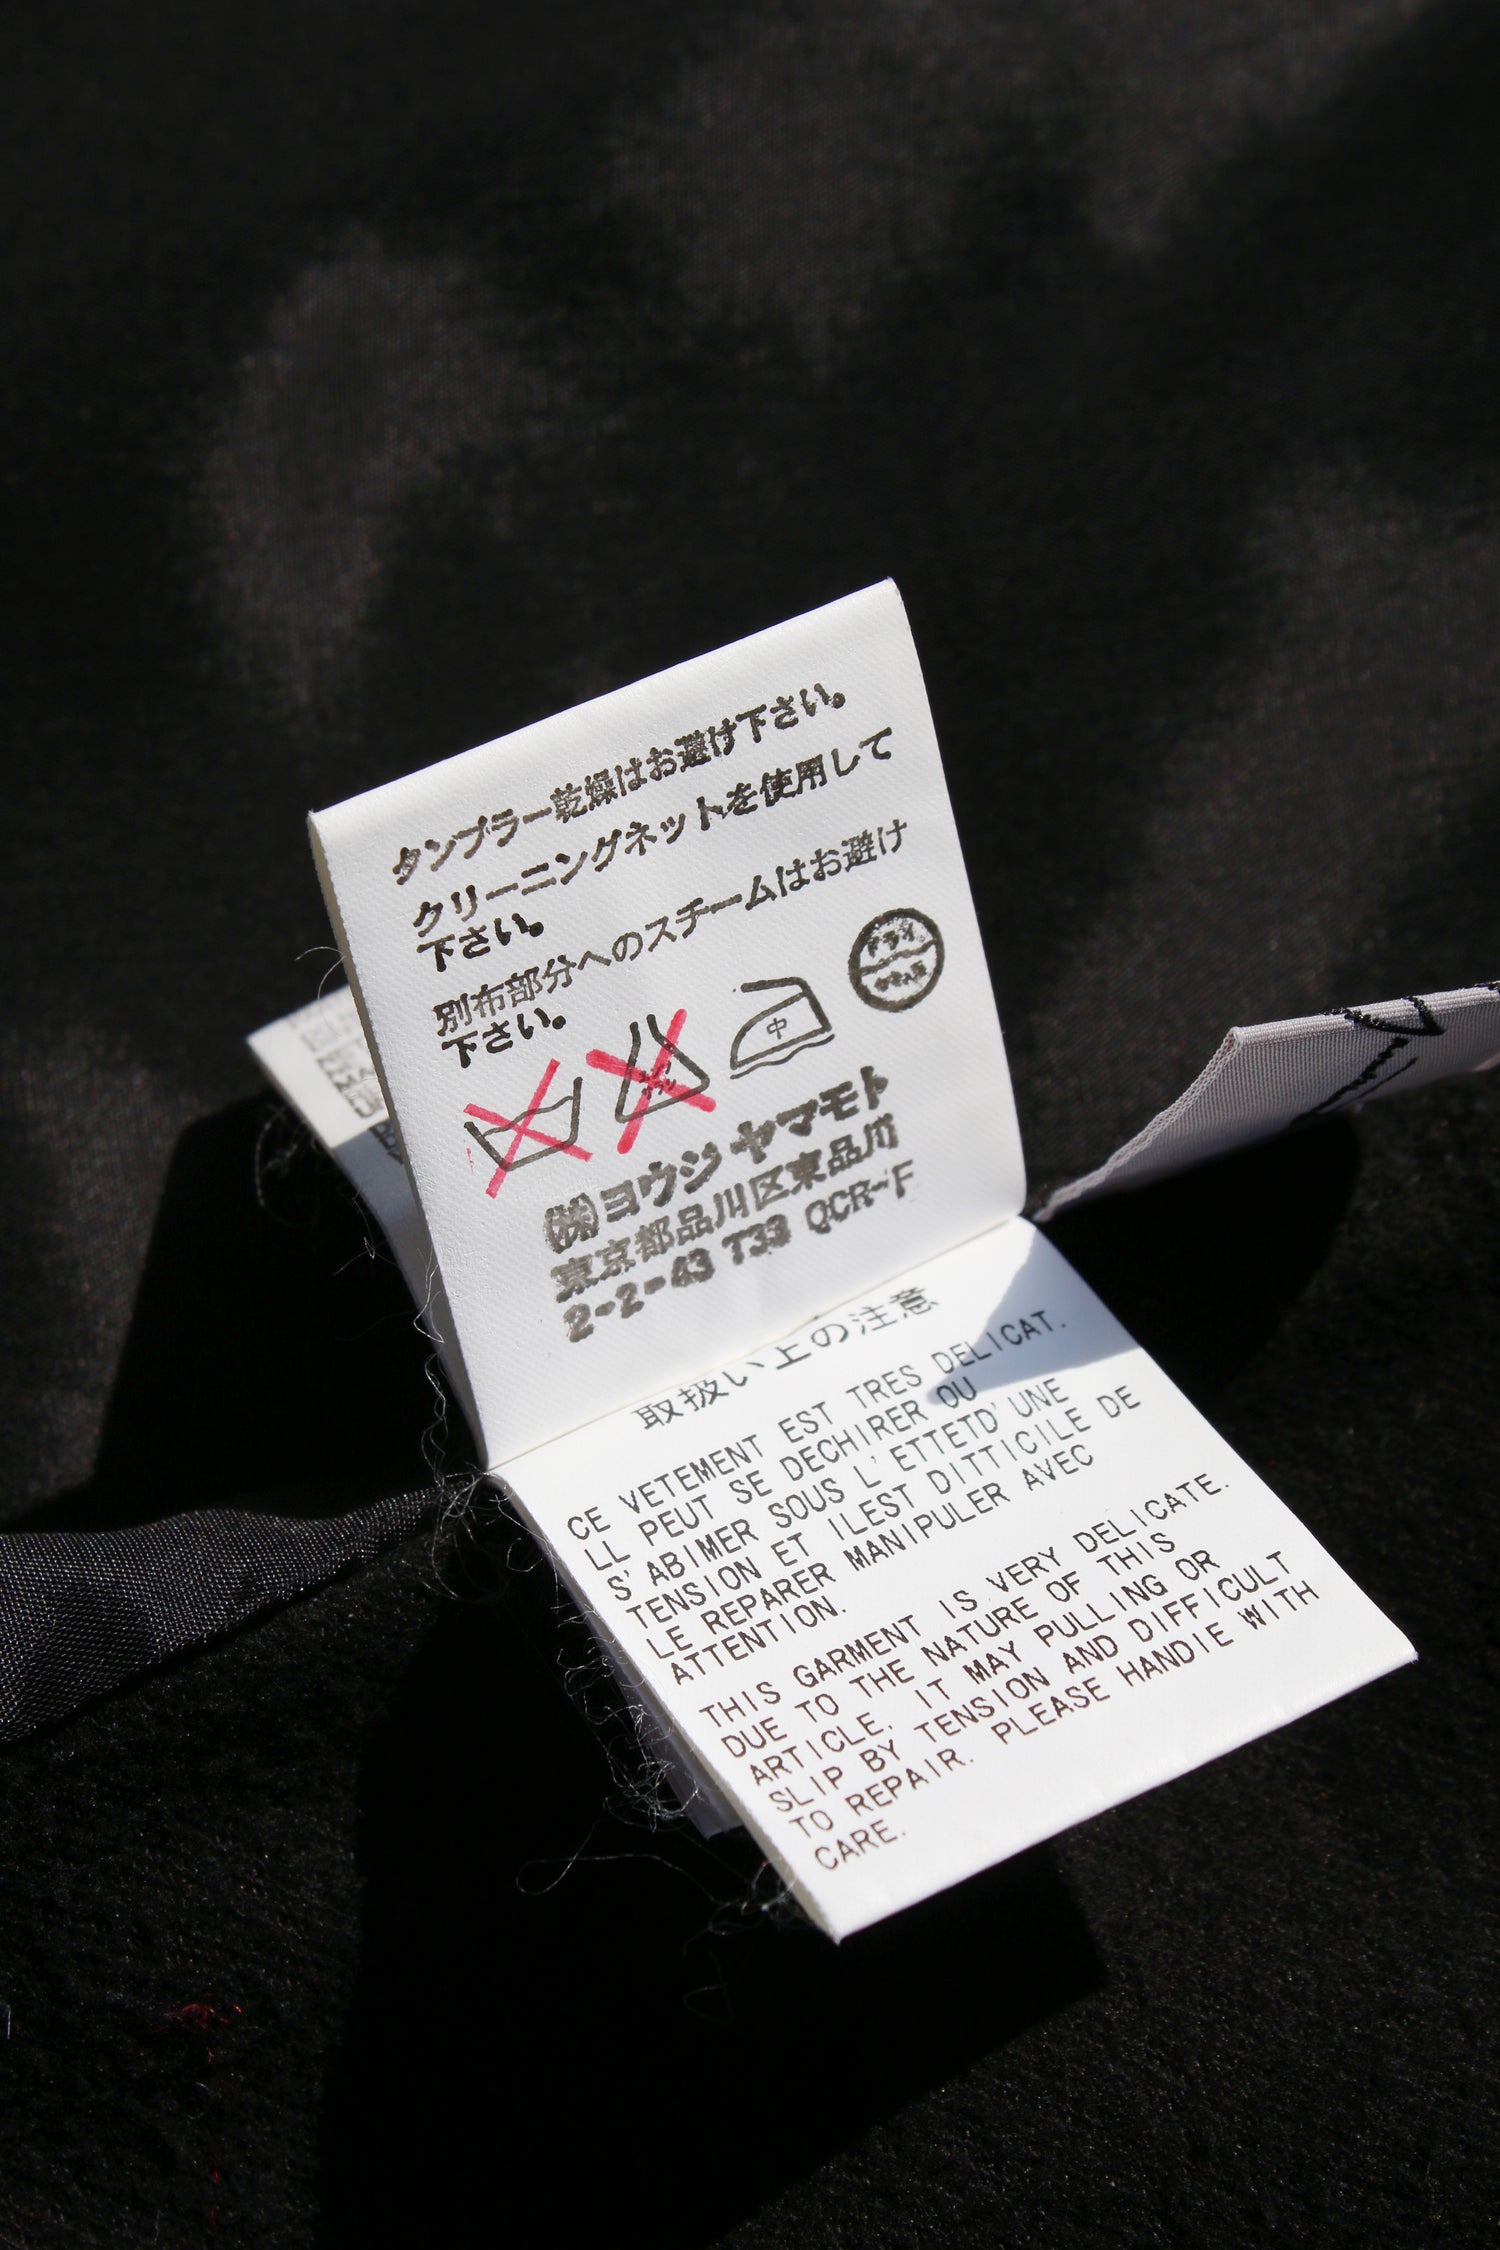 タンブラー乾燥はお避け下さい。
クリーニングネットを使用して
下さい。
別布部分へのスチームはお避け
下さい。
中
ドライ
㈱ヨウジヤマモト
東京都品川区東品川
2-2-43 T33 QCR-F
取扱い上の注意
CE VETEMENT EST TRES DELICAT.
LL PEUT SE DECHIRER OU
S' ABIMER SOUS L' ETTETD' UNE
TENSION ET ILEST DITTICILE DE
LE REPARER MANIPULER AVEC
ATTENTION.
THIS GARMENT IS VERY DELICATE.
DUE TO THE NATURE OF THIS
ARTICLE, IT MAY PULLING OR
SLIP BY TENSION AND DIFFICULT
TO REPAIR. PLEASE HANDIE WITH
CARE.